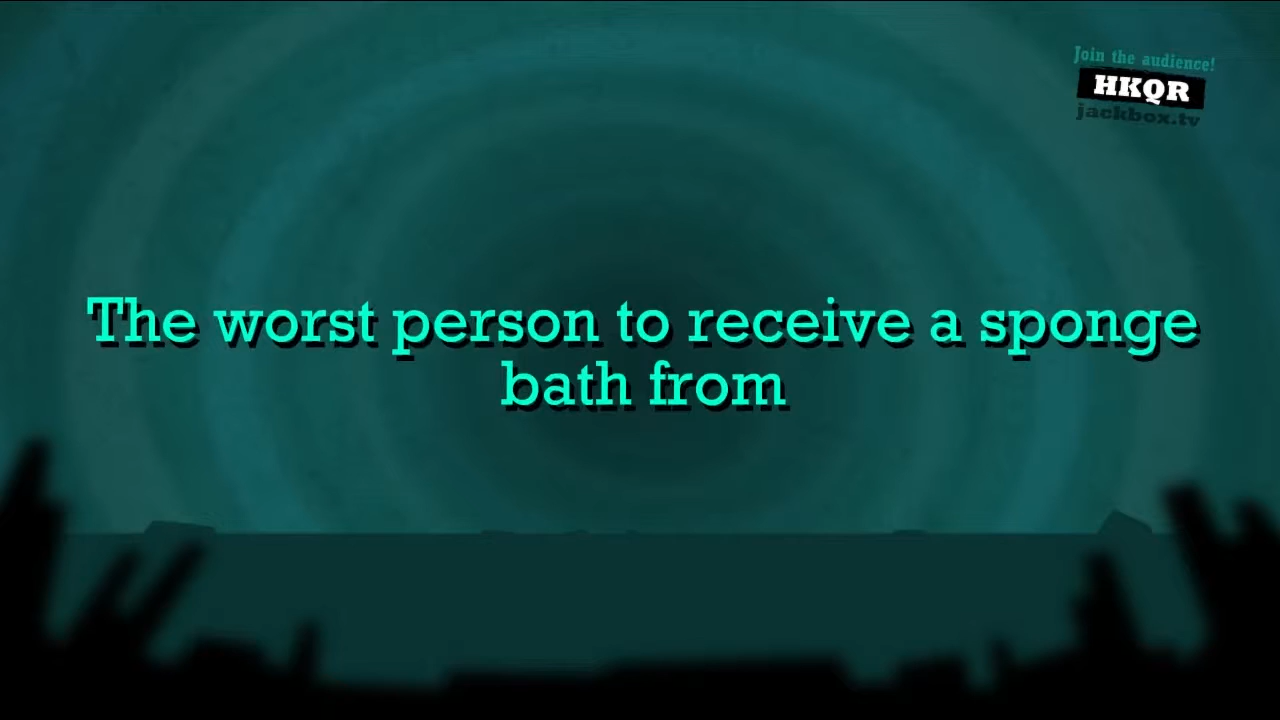 Join the audience!
HKQR
jackbox.tv
The worst person to receive a sponge
bath from